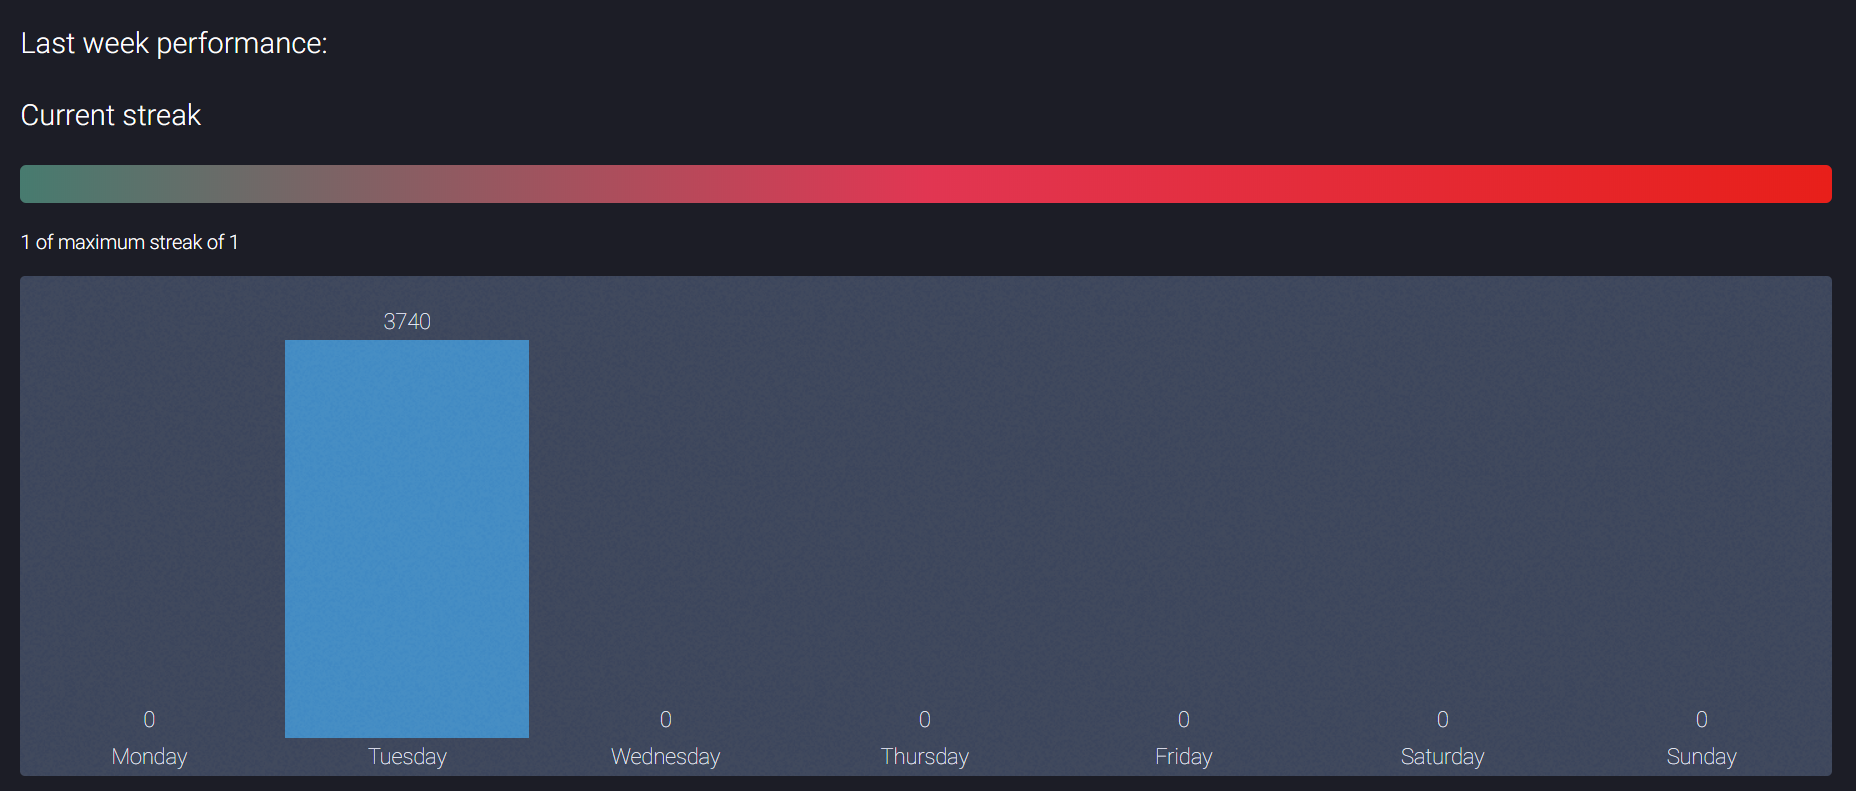 Last week performance:
Current streak
1 of maximum streak of 1
3740
0 0 0 0 0 0
Monday Tuesday Wednesday Thursday Friday Saturday Sunday